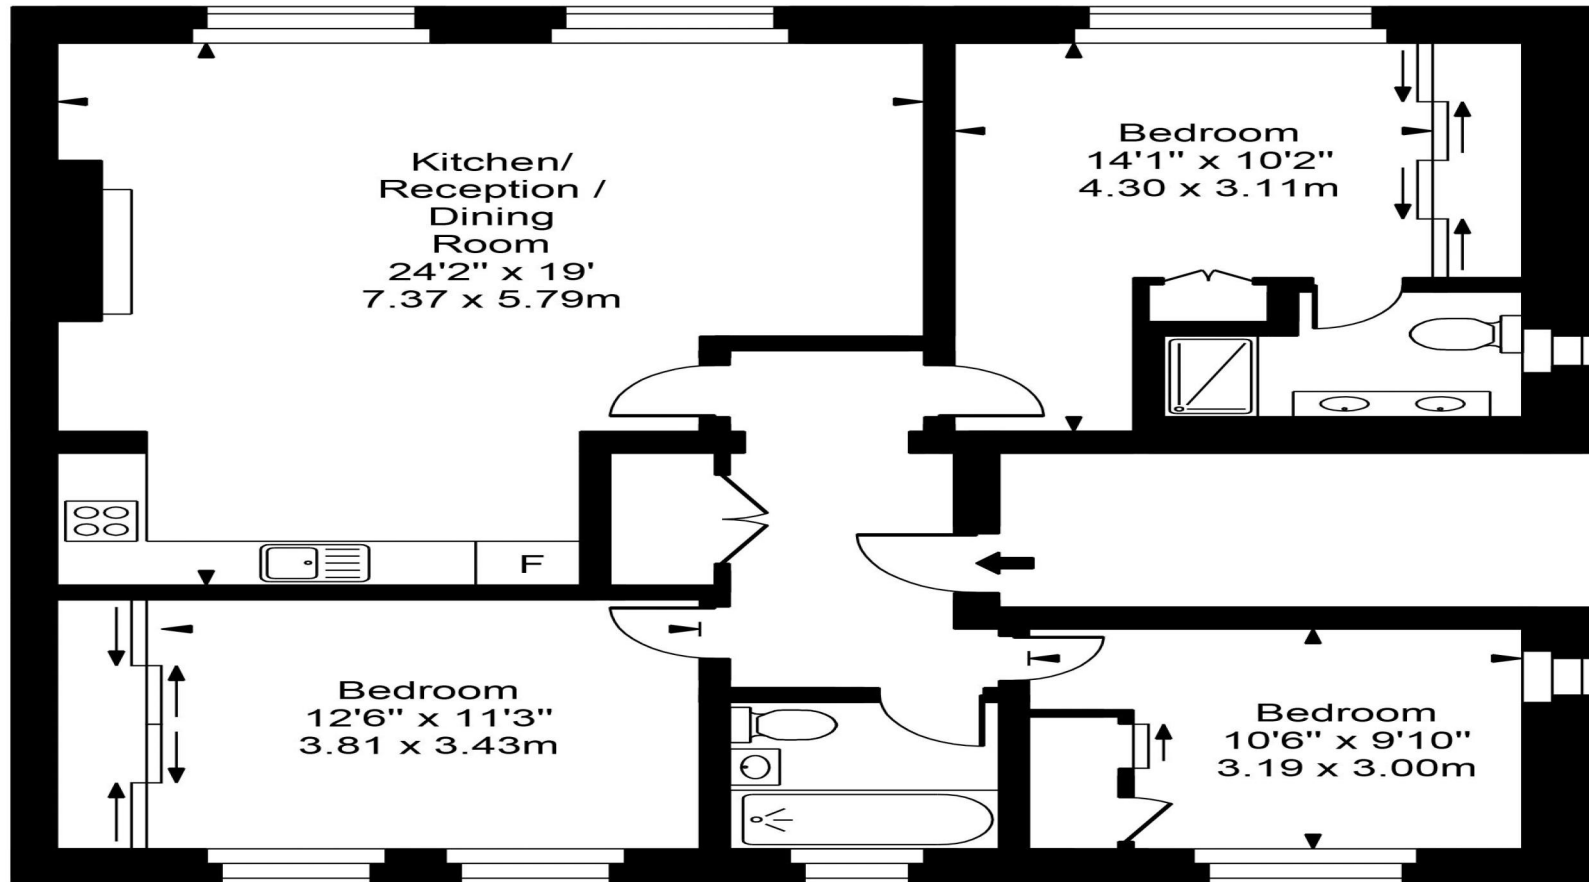 Kitchen/
Reception /
Dining
Room
24'2" x 19'
7.37 x 5.79m
Bedroom
14'1" x 10'2"
4.30 x 3.11m
F
Bedroom
12'6" x 11'3"
3.81 x 3.43m
Bedroom
10'6" x 9'10"
3.19 x 3.00m